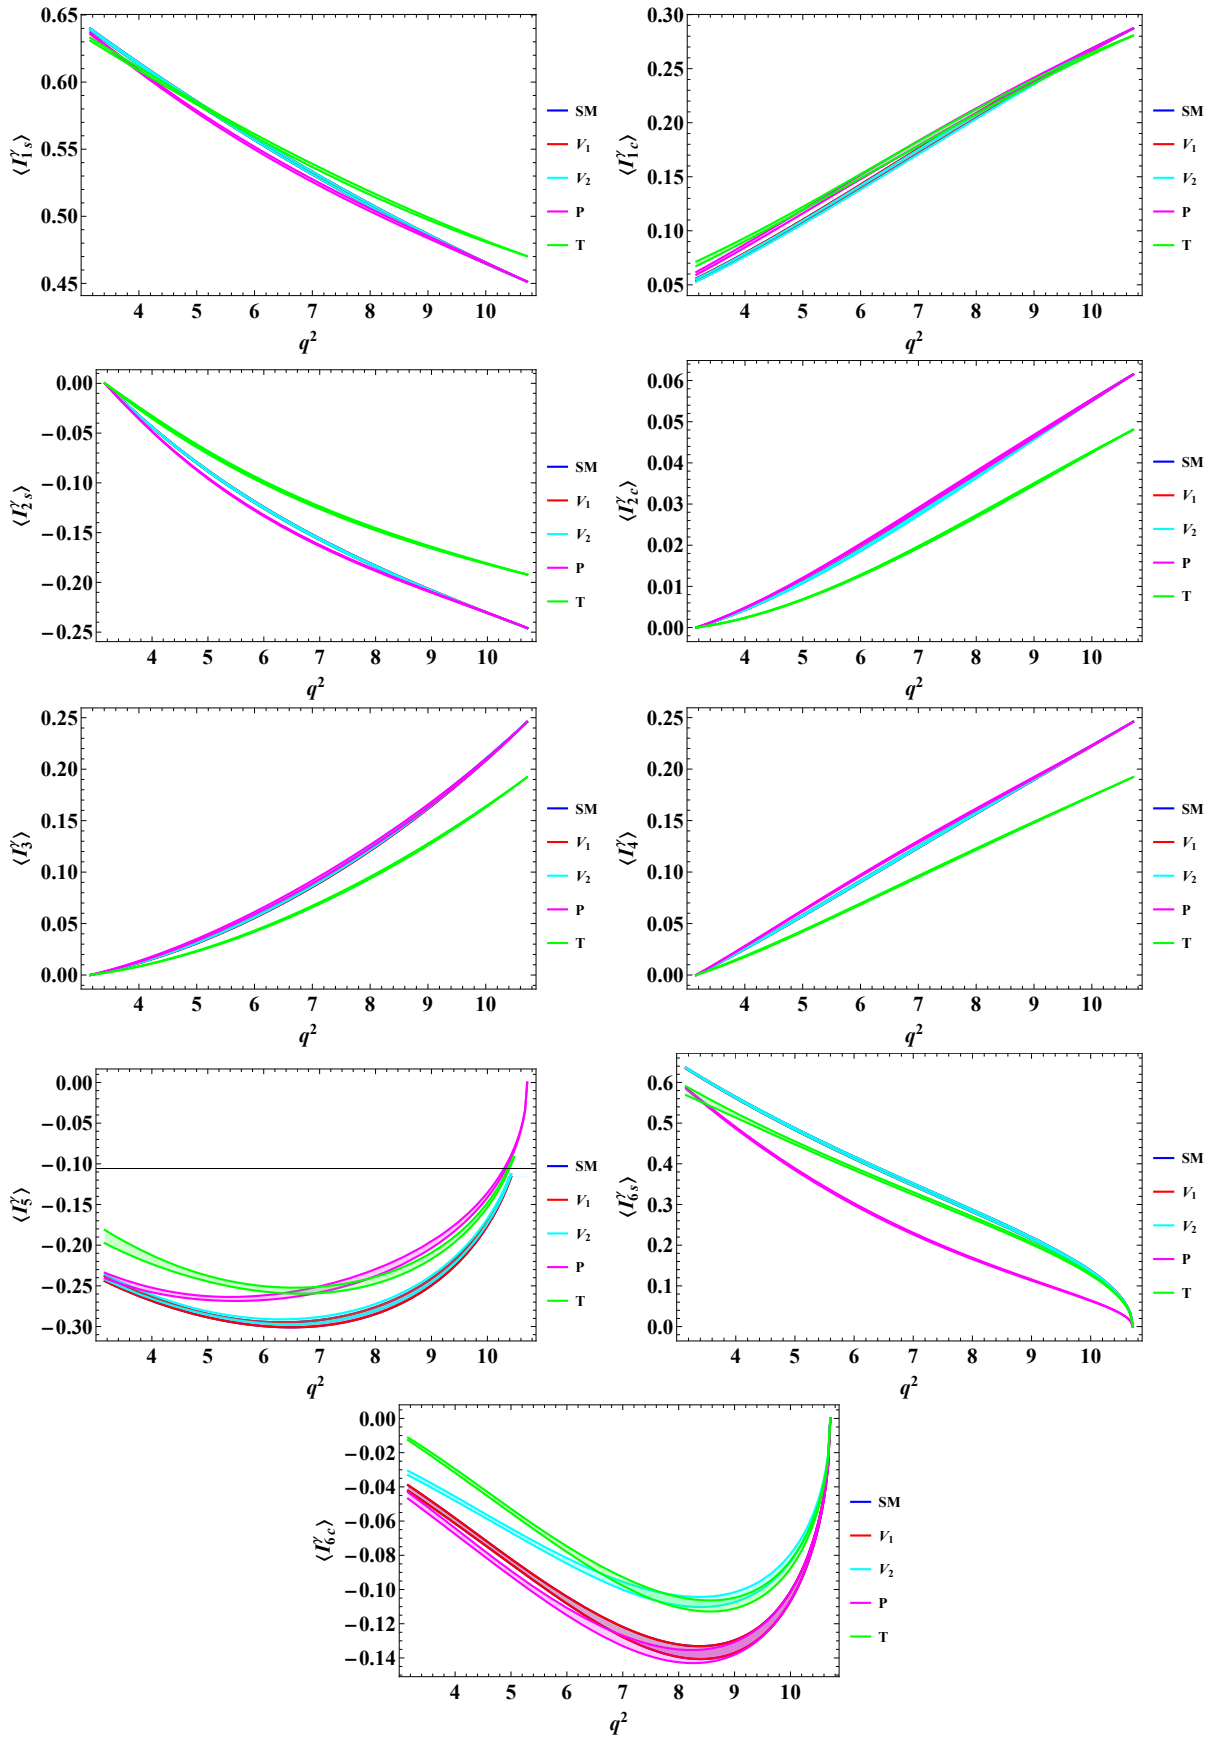 0.65
0.60
0.55
0.50
0.45
⟨I^γ_{1s}⟩
4 5 6 7 8 9 10
q²
SM
V₁
V₂
P
T
0.30
0.25
0.20
0.15
0.10
0.05
⟨I^γ_{1c}⟩
4 5 6 7 8 9 10
q²
SM
V₁
V₂
P
T
0.00
−0.05
−0.10
−0.15
−0.20
−0.25
⟨I^γ_{2s}⟩
4 5 6 7 8 9 10
q²
SM
V₁
V₂
P
T
0.06
0.05
0.04
0.03
0.02
0.01
0.00
⟨I^γ_{2c}⟩
4 5 6 7 8 9 10
q²
SM
V₁
V₂
P
T
0.25
0.20
0.15
0.10
0.05
0.00
⟨I^γ_3⟩
4 5 6 7 8 9 10
q²
SM
V₁
V₂
P
T
0.25
0.20
0.15
0.10
0.05
0.00
⟨I^γ_4⟩
4 5 6 7 8 9 10
q²
SM
V₁
V₂
P
T
0.00
−0.05
−0.10
−0.15
−0.20
−0.25
−0.30
⟨I^γ_5⟩
4 5 6 7 8 9 10
q²
SM
V₁
V₂
P
T
0.6
0.5
0.4
0.3
0.2
0.1
0.0
⟨I^γ_{6s}⟩
4 5 6 7 8 9 10
q²
SM
V₁
V₂
P
T
0.00
−0.02
−0.04
−0.06
−0.08
−0.10
−0.12
−0.14
⟨I^γ_{6c}⟩
4 5 6 7 8 9 10
q²
SM
V₁
V₂
P
T